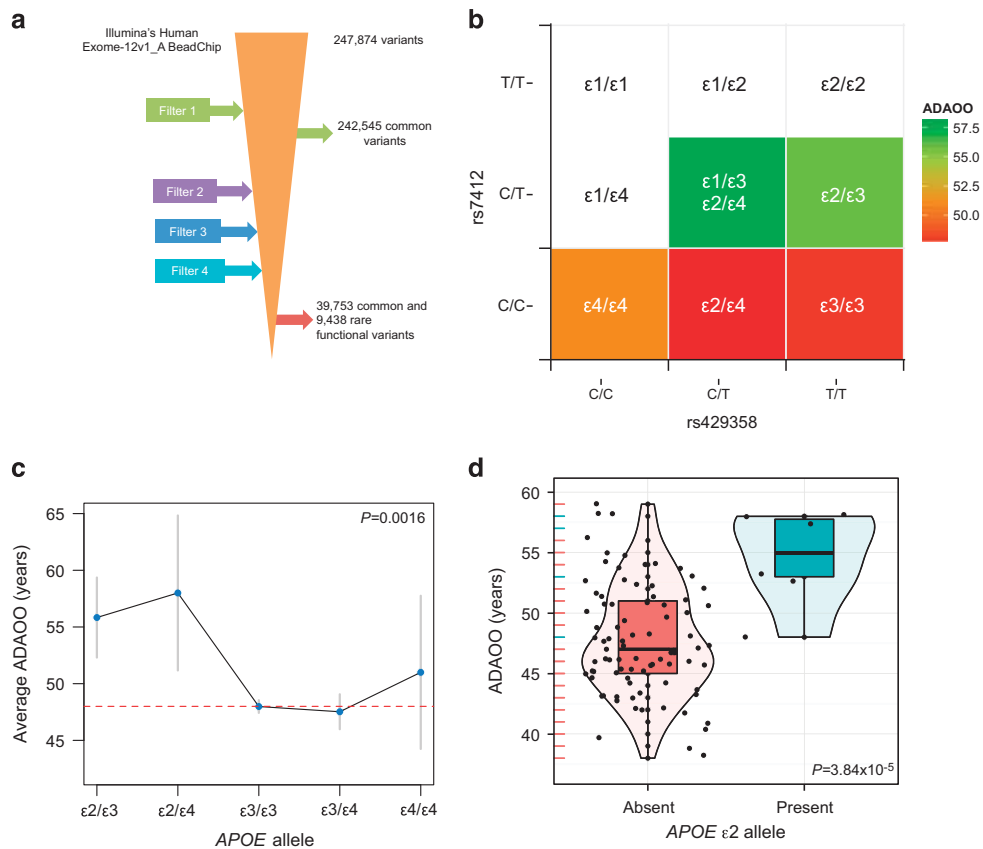 a
Illumina's Human
Exome-12v1_A BeadChip
247,874 variants
Filter 1
242,545 common
variants
Filter 2
Filter 3
Filter 4
39,753 common and
9,438 rare
functional variants
b
rs7412
T/T
C/T
C/C
ε1/ε1
ε1/ε2
ε2/ε2
ε1/ε4
ε1/ε3
ε2/ε4
ε2/ε3
ε4/ε4
ε2/ε4
ε3/ε3
C/C
C/T
T/T
rs429358
ADAOO
57.5
55.0
52.5
50.0
c
Average ADAOO (years)
65
60
55
50
45
P=0.0016
ε2/ε3
ε2/ε4
ε3/ε3
ε3/ε4
ε4/ε4
APOE allele
d
ADAOO (years)
60
55
50
45
40
P=3.84x10-5
Absent
Present
APOE ε2 allele